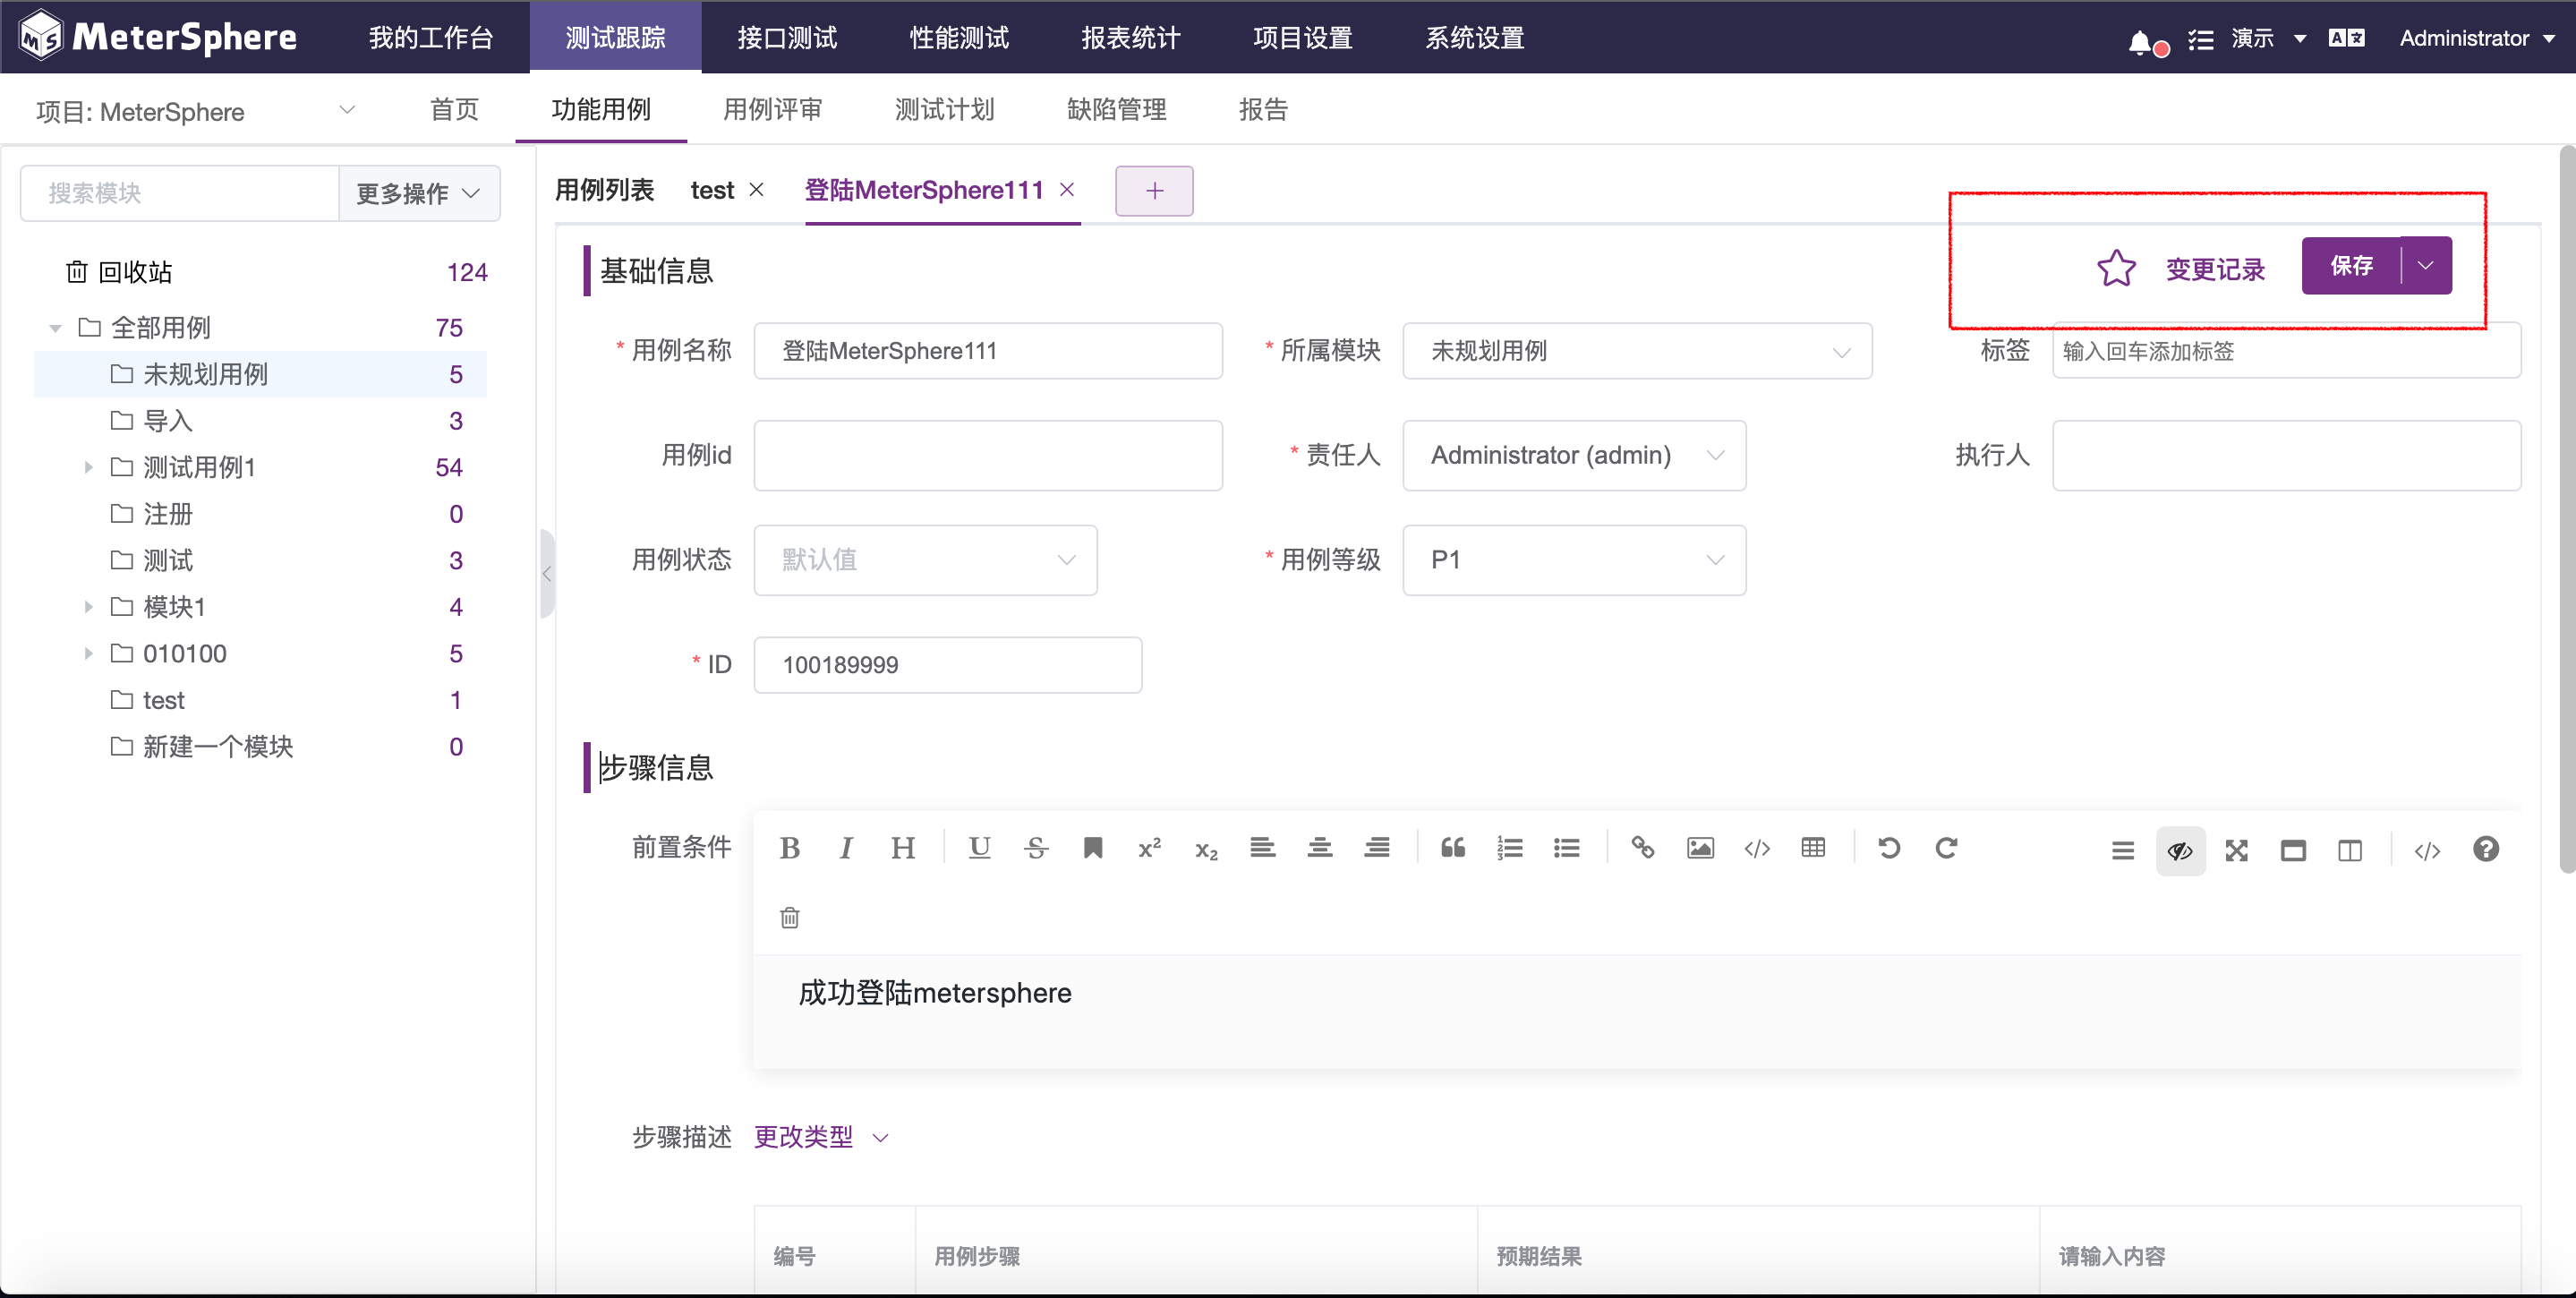 MeterSphere 我的工作台 测试跟踪 接口测试 性能测试 报表统计 项目设置 系统设置 演示 Administrator
项目: MeterSphere 首页 功能用例 用例评审 测试计划 缺陷管理 报告
搜索模块 更多操作
回收站 124
全部用例 75
未规划用例 5
导入 3
测试用例1 54
注册 0
测试 3
模块1 4
010100 5
test 1
新建一个模块 0
用例列表 test 登陆MeterSphere111
基础信息 变更记录 保存
* 用例名称 登陆MeterSphere111 * 所属模块 未规划用例 标签 输入回车添加标签
用例id * 责任人 Administrator (admin) 执行人
用例状态 默认值 * 用例等级 P1
* ID 100189999
步骤信息
前置条件
成功登陆metersphere
步骤描述 更改类型
编号 用例步骤 预期结果 请输入内容